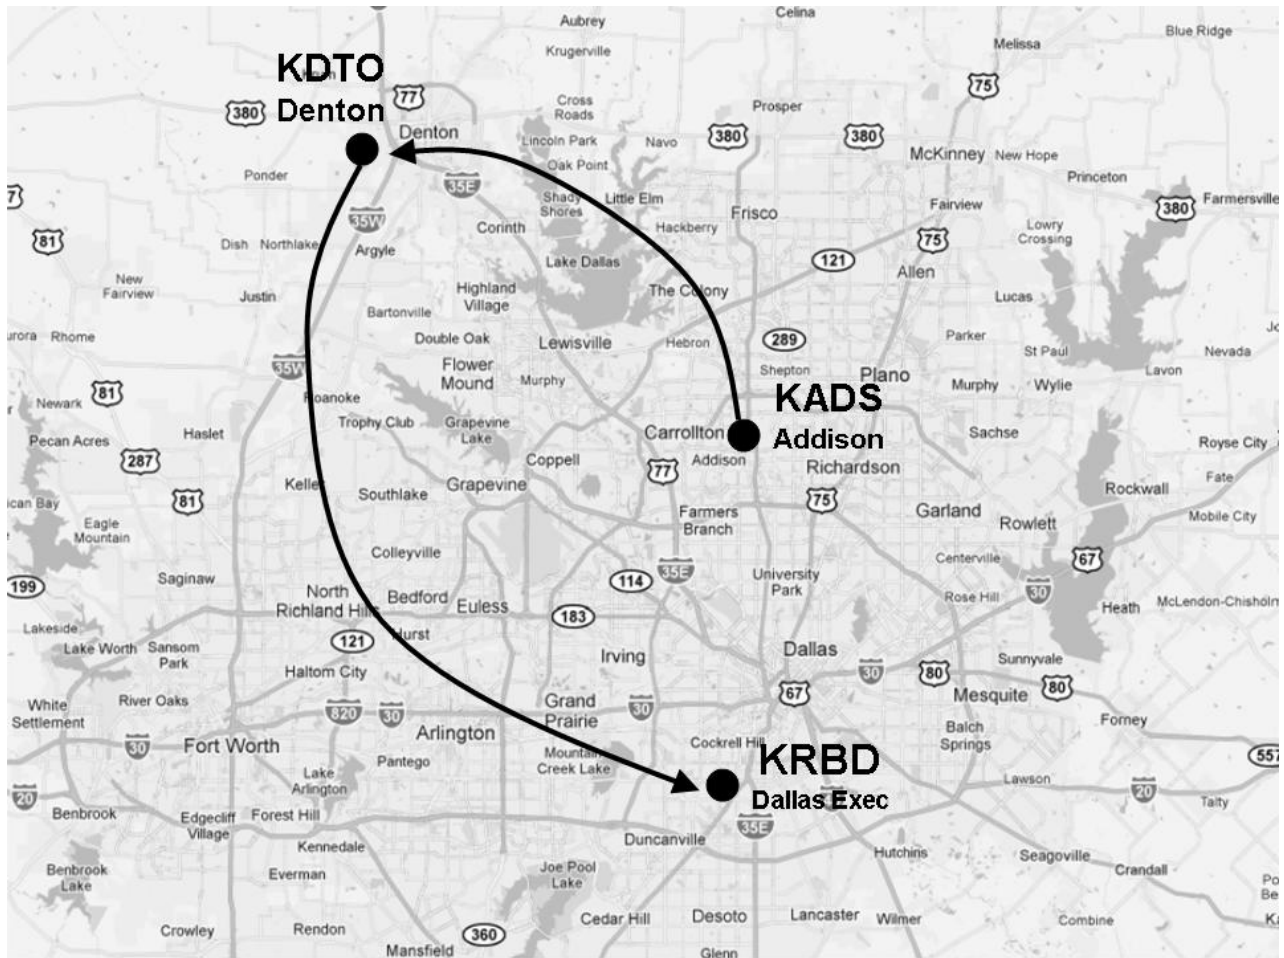 Celina
Aubrey
Blue Ridge
Krugerville
Melissa
KDTO
Denton
380
77
Cross
Roads
Prosper
75
Denton
Lincoln Park
Navo
380
380
McKinney
New Hope
Oak Point
Ponder
35E
Princeton
Shady
Shores
Little Elm
Frisco
Fairview
380
Farmersville
7
35W
81
Dish
Northlake
Argyle
Corinth
Hackberry
75
Lowry
Crossing
Lake Dallas
121
Allen
New
Fairview
Justin
Highland
Village
The Colony
Lucas
Bartonville
urora
Rhome
Double Oak
Lewisville
Hebron
289
Parker
St Paul
Nevada
35W
Flower
Mound
Murphy
Shepton
Plano
Murphy
Wylie
Lavon
81
Newark
Roanoke
KADS
Addison
Trophy Club
Grapevine
Lake
Carrollton
Haslet
Pecan Acres
Sachse
Royse City
287
Coppell
Addison
Richardson
77
Fate
81
Keller
Southlake
Grapevine
75
Rockwall
ican Bay
Eagle
Mountain
Farmers
Branch
Garland
Rowlett
Mobile City
Colleyville
Centerville
67
199
Saginaw
North
Richland Hills
Bedford
Euless
114
35E
University
Park
Rose Hill
30
Heath
McLendon-Chisholm
183
Lakeside
Lake Worth
Sansom
Park
121
Hurst
Irving
Dallas
Sunnyvale
Haltom City
30
80
80
White
Settlement
River Oaks
Grand
Prairie
67
Mesquite
820
30
30
Forney
Fort Worth
30
Arlington
Cockrell Hill
Balch
Springs
557
Pantego
Mountain
Creek Lake
KRBD
Dallas Exec
Lake
Arlington
Lawson
20
20
Talty
Benbrook
Edgecliff
Village
Forest Hill
35E
Duncanville
Kennedale
Hutchins
Seagoville
Crandall
Benbrook
Lake
Everman
Joe Pool
Lake
Crowley
Rendon
360
Cedar Hill
Desoto
Lancaster
Wilmer
Combine
Mansfield
Glenn